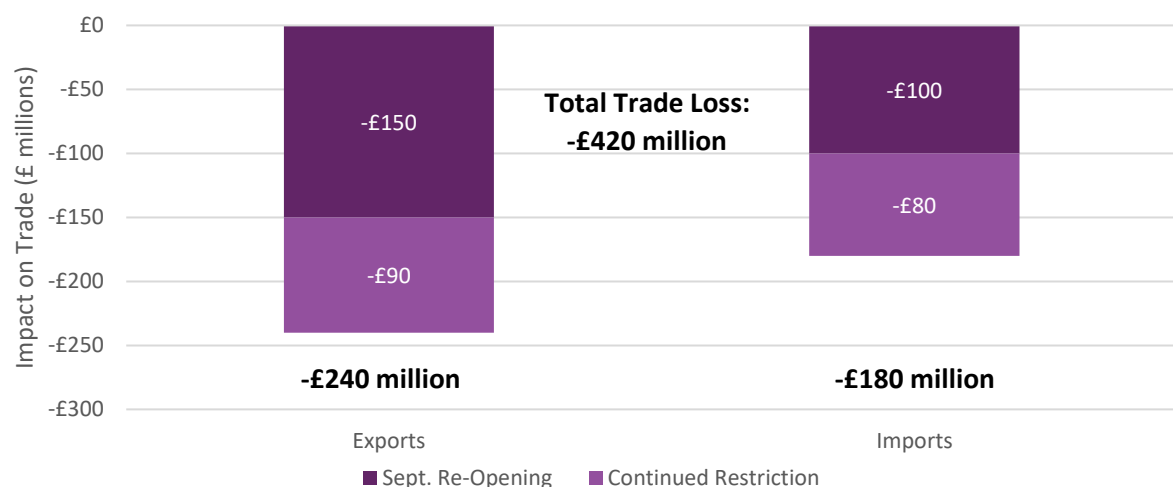 £0
-£50
-£100
-£150
-£200
-£250
-£300
Impact on Trade (£ millions)
-£150
-£90
Total Trade Loss:
-£420 million
-£100
-£80
-£240 million
-£180 million
Exports
Imports
Sept. Re-Opening
Continued Restriction